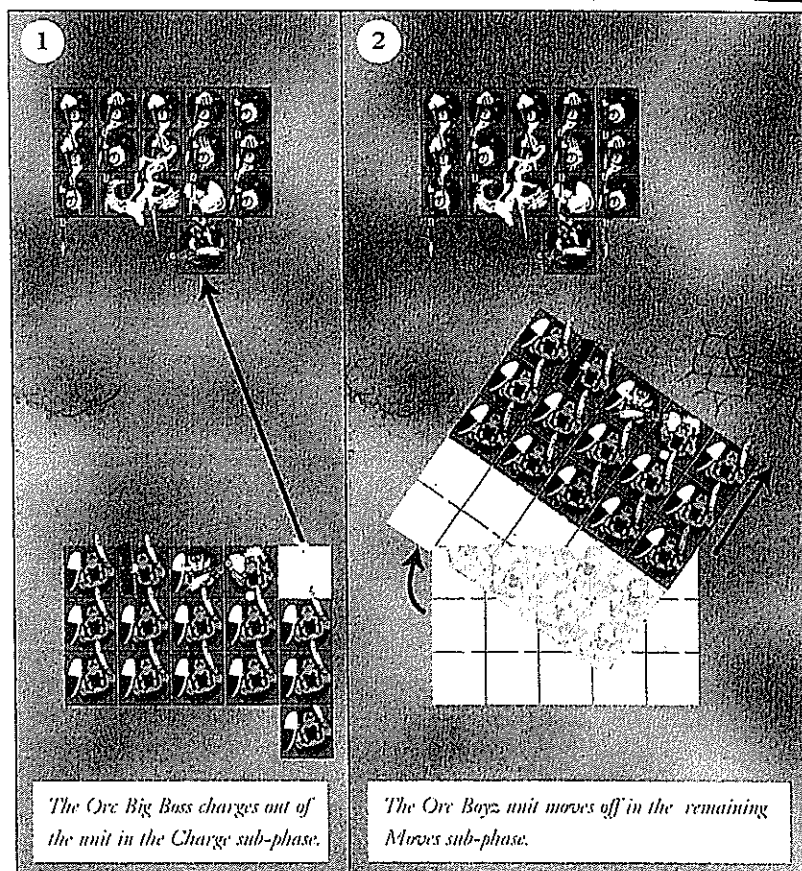 1
2
The Orc Big Boss charges out of
the unit in the Charge sub-phase.
The Orc Boyz unit moves off in the remaining
Moves sub-phase.